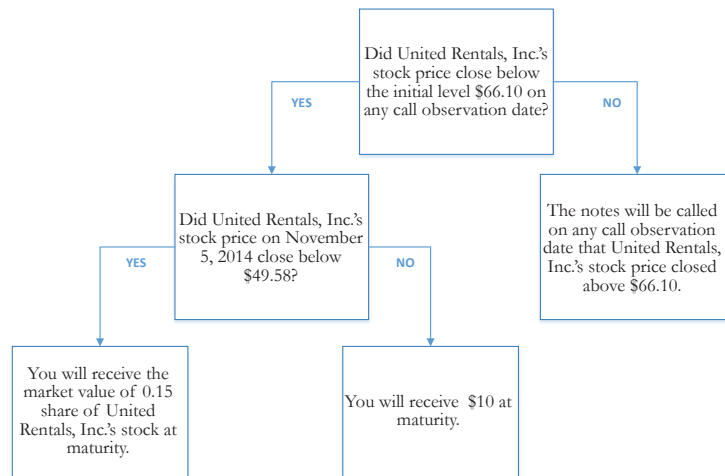 Did United Rentals, Inc.'s
stock price close below
the initial level $66.10 on
any call observation date?
YES
NO
Did United Rentals, Inc.'s
stock price on November
5, 2014 close below
$49.58?
The notes will be called
on any call observation
date that United Rentals,
Inc.'s stock price closed
above $66.10.
YES
NO
You will receive the
market value of 0.15
share of United
Rentals, Inc.'s stock at
maturity.
You will receive $10 at
maturity.